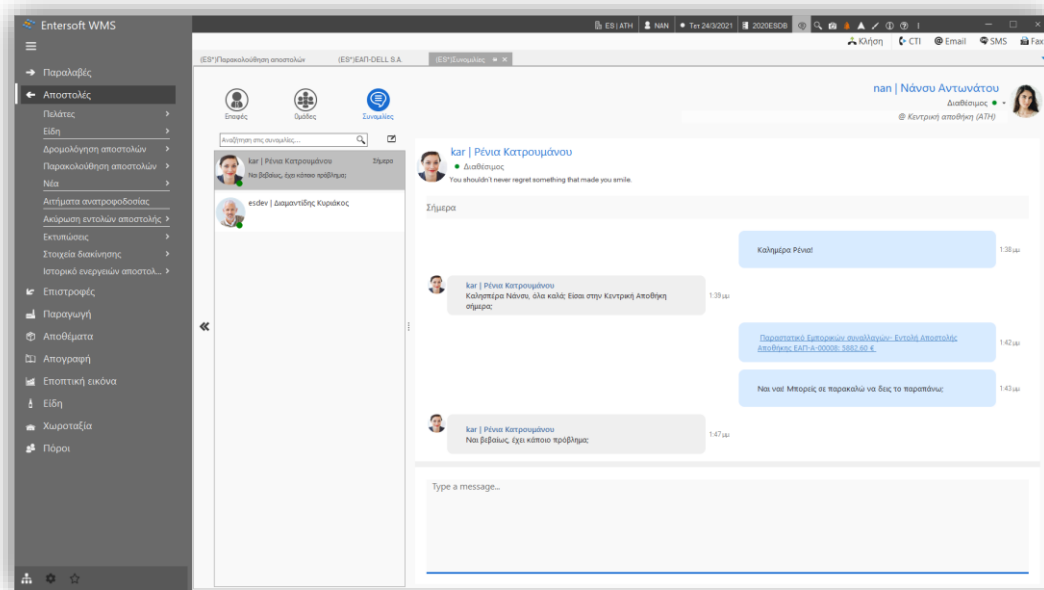 Entersoft WMS
ES | ATH
NAN
Τετ 24/3/2021
2020ESDB
Κλήση
CTI
@ Email
SMS
Fax
(ES*)Παρακολούθηση αποστολών
(ES*)ΕΑΠ-DELL S.A.
(ES*)Συνομιλίες
Παραλαβές
Αποστολές
Πελάτες
Είδη
Δρομολόγηση αποστολών
Παρακολούθηση αποστολών
Νέα
Αιτήματα ανατροφοδοσίας
Ακύρωση εντολών αποστολής
Εκτυπώσεις
Στοιχεία διακίνησης
Ιστορικό ενεργειών αποστολ...
Επιστροφές
Παραγωγή
Αποθέματα
Απογραφή
Εποπτική εικόνα
Είδη
Χωροταξία
Πόροι
Επαφές
Ομάδες
Συνομιλίες
Αναζήτηση στις συνομιλίες...
kar | Ρένια Κατρουμάνου
Σήμερα
Ναι βεβαίως, έχει κάποιο πρόβλημα;
esdev | Διαμαντίδης Κυριάκος
nan | Νάνσυ Αντωνάτου
Διαθέσιμος
@ Κεντρική αποθήκη (ATH)
kar | Ρένια Κατρουμάνου
Διαθέσιμος
You shouldn't never regret something that made you smile.
Σήμερα
Καλημέρα Ρένια!
1:38 μμ
kar | Ρένια Κατρουμάνου
Καλησπέρα Νάνσυ, όλα καλά; Είσαι στην Κεντρική Αποθήκη
σήμερα;
1:39 μμ
Παραστατικό Εμπορικών συναλλαγών- Εντολή Αποστολής
Αποθήκης ΕΑΠ-Α-00008: 5882,60 €
1:42 μμ
Ναι ναι! Μπορείς σε παρακαλώ να δεις το παραπάνω;
1:43 μμ
kar | Ρένια Κατρουμάνου
Ναι βεβαίως, έχει κάποιο πρόβλημα;
1:47 μμ
Type a message...